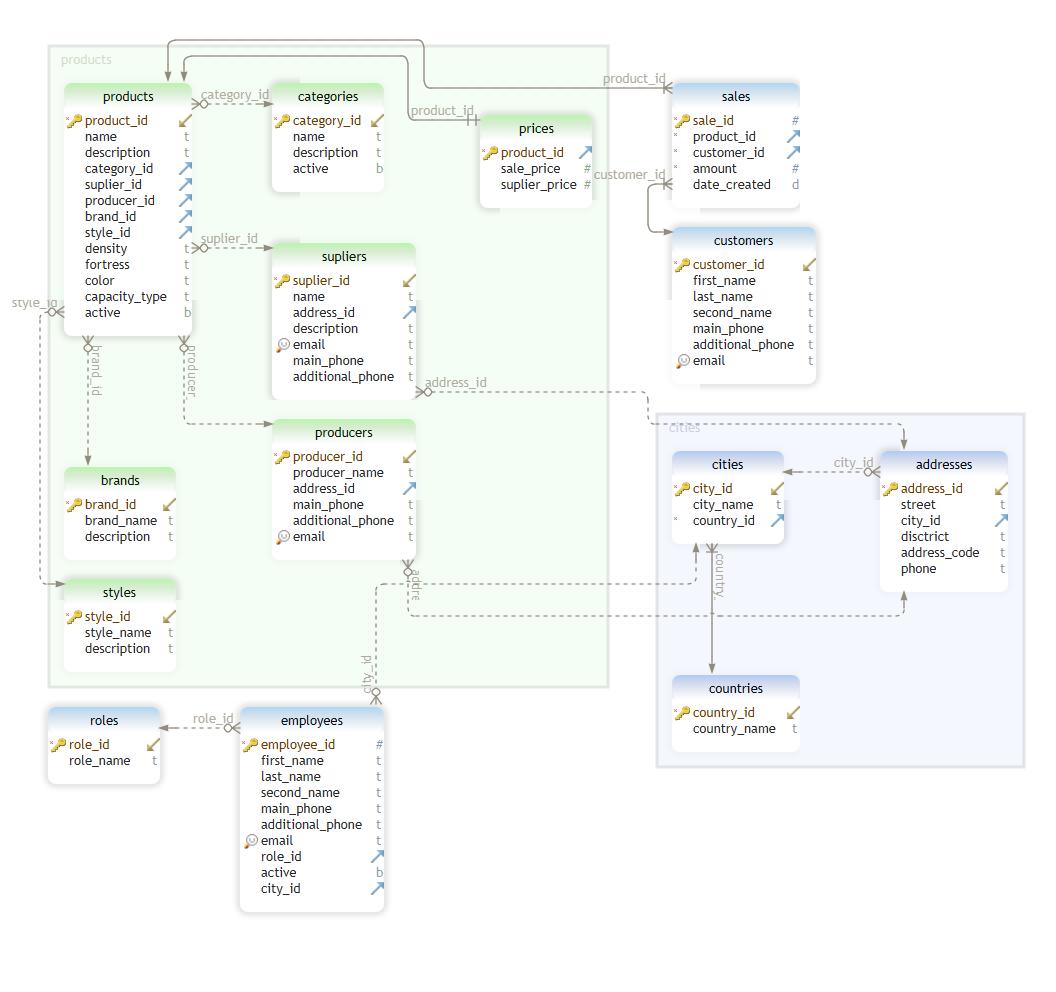 products
products
product_id
name t
description t
category_id
suplier_id
producer_id
brand_id
style_id
density t
fortress t
color t
capacity_type t
active b
category_id
categories
category_id
name t
description t
active b
product_id
prices
product_id
sale_price #
suplier_price #
product_id
sales
sale_id #
product_id
customer_id
amount #
date_created d
customer_id
customers
customer_id
first_name t
last_name t
second_name t
main_phone t
additional_phone t
email t
suplier_id
supliers
suplier_id
name t
address_id
description t
email t
main_phone t
additional_phone t
address_id
style_id
brand_id
producer
producers
producer_id
producer_name t
address_id
main_phone t
additional_phone t
email t
addre
brands
brand_id
brand_name t
description t
styles
style_id
style_name t
description t
cities
cities
city_id
city_name t
country_id
city_id
addresses
address_id
street t
city_id
disctrict t
address_code t
phone t
country_
countries
country_id
country_name t
city_id
roles
role_id
role_name t
role_id
employees
employee_id #
first_name t
last_name t
second_name t
main_phone t
additional_phone t
email t
role_id
active b
city_id